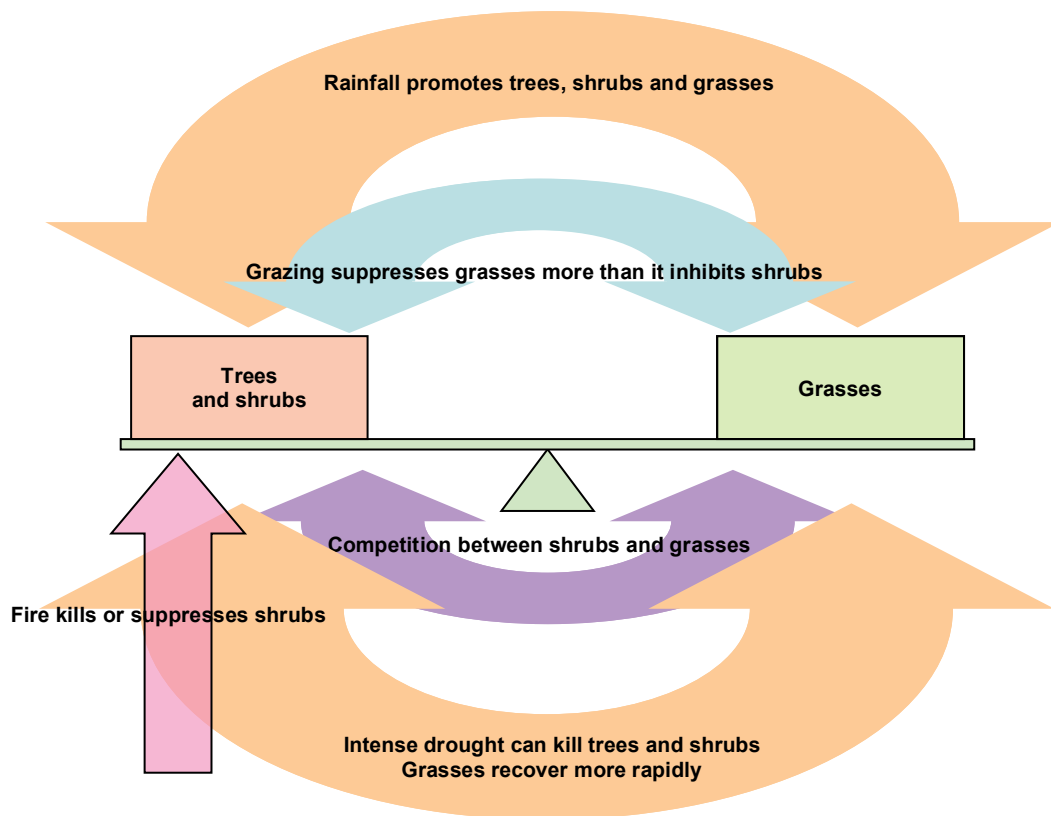 Rainfall promotes trees, shrubs and grasses
Grazing suppresses grasses more than it inhibits shrubs
Trees
and shrubs
Grasses
Competition between shrubs and grasses
Fire kills or suppresses shrubs
Intense drought can kill trees and shrubs
Grasses recover more rapidly